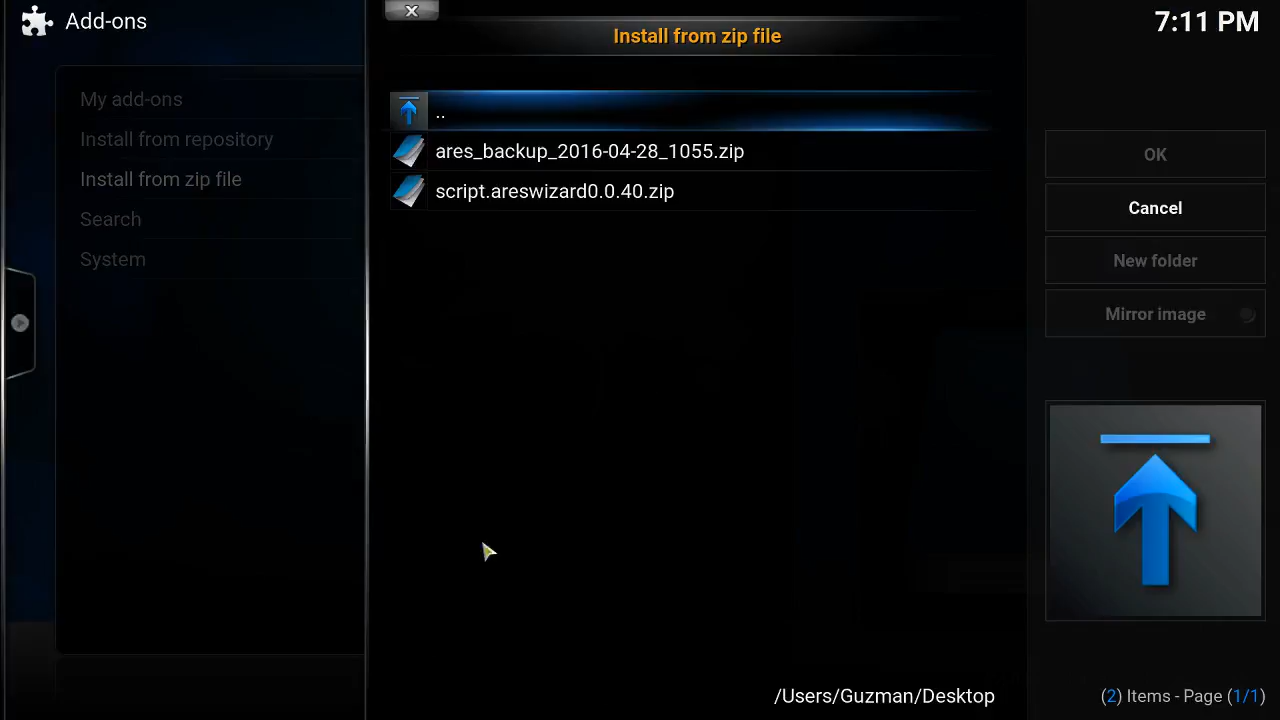 Add-ons
x
Install from zip file
7:11 PM
My add-ons
Install from repository
Install from zip file
Search
System
..
ares_backup_2016-04-28_1055.zip
script.areswizard0.0.40.zip
OK
Cancel
New folder
Mirror image
/Users/Guzman/Desktop
(2) Items - Page (1/1)